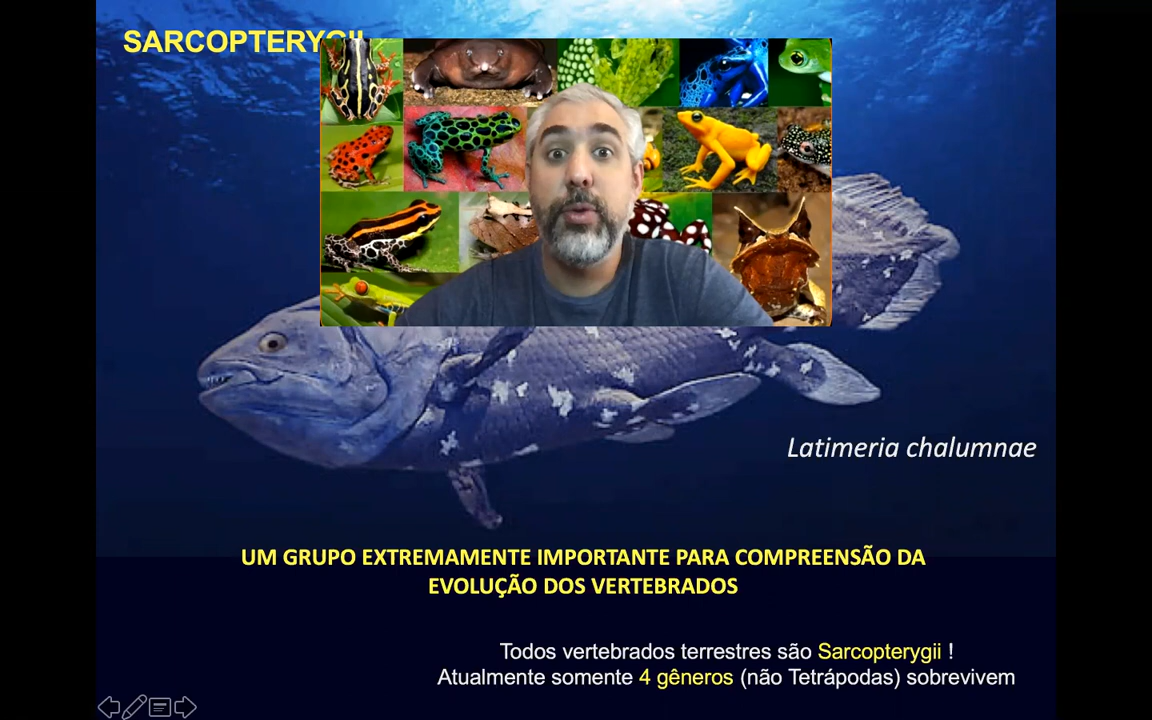 SARCOPTERYGII
Latimeria chalumnae
UM GRUPO EXTREMAMENTE IMPORTANTE PARA COMPREENSÃO DA
EVOLUÇÃO DOS VERTEBRADOS
Todos vertebrados terrestres são Sarcopterygii !
Atualmente somente 4 gêneros (não Tetrápodas) sobrevivem